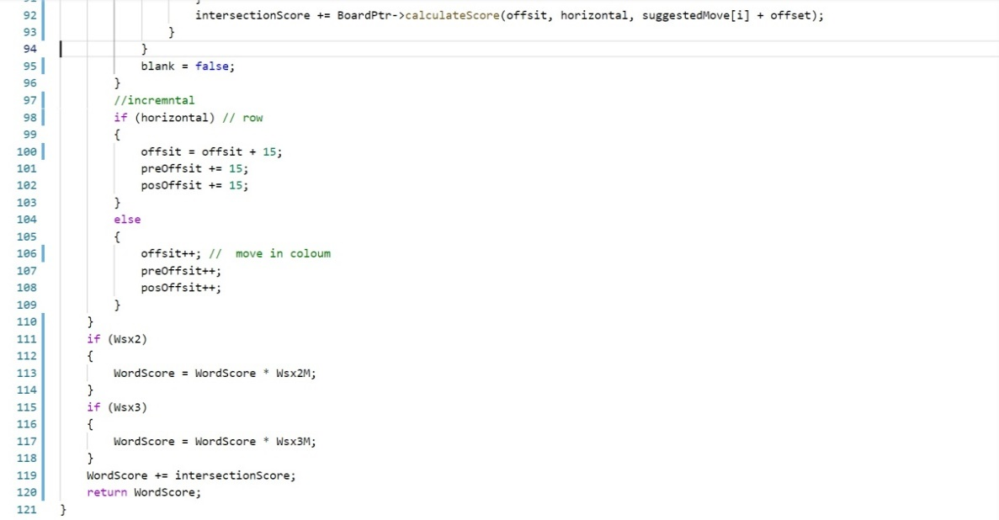 92 intersectionScore += BoardPtr->calculateScore(offsit, horizontal, suggestedMove[i] + offset);
93 }
94 }
95 blank = false;
96 }
97 //incremntal
98 if (horizontal) // row
99 {
100 offsit = offsit + 15;
101 preOffsit += 15;
102 posOffsit += 15;
103 }
104 else
105 {
106 offsit++; //  move in coloum
107 preOffsit++;
108 posOffsit++;
109 }
110 }
111 if (Wsx2)
112 {
113 WordScore = WordScore * Wsx2M;
114 }
115 if (Wsx3)
116 {
117 WordScore = WordScore * Wsx3M;
118 }
119 WordScore += intersectionScore;
120 return WordScore;
121 }